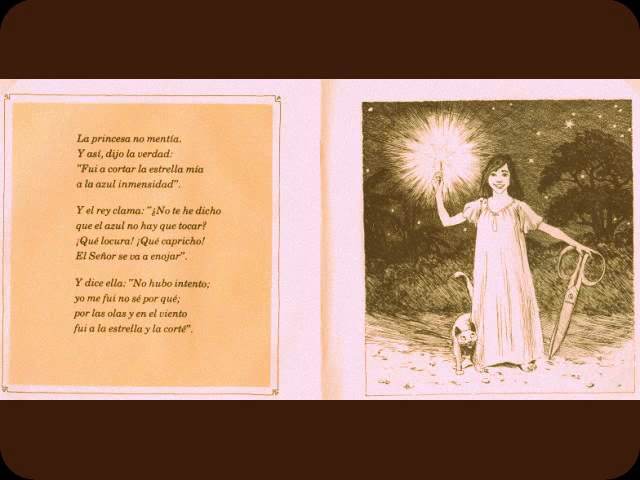 La princesa no mentía.
Y así, dijo la verdad:
"Fui a cortar la estrella mía
a la azul inmensidad".
Y el rey clama: "¿No te he dicho
que el azul no hay que tocar?
¡Qué locura! ¡Qué capricho!
El Señor se va a enojar".
Y dice ella: "No hubo intento;
yo me fui no sé por qué;
por las olas y en el viento
fui a la estrella y la corté".